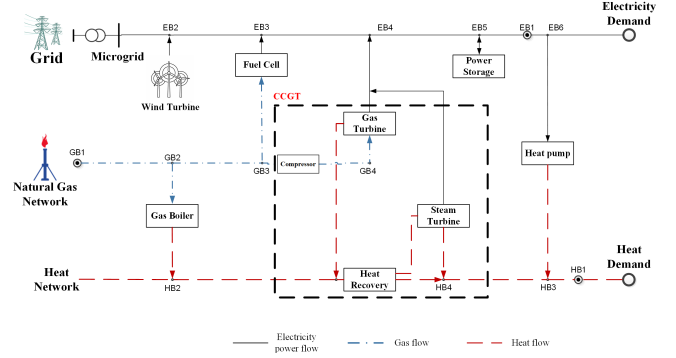 Electricity
Demand
EB2
EB3
EB4
EB5
EB1
EB6
Grid
Microgrid
Fuel Cell
Power
Storage
Wind Turbine
CCGT
Gas
Turbine
GB1
GB2
GB3
Compressor
GB4
Heat pump
Natural Gas
Network
Gas Boiler
Steam
Turbine
Heat
Demand
Heat
Network
HB2
Heat
Recovery
HB4
HB3
HB1
Electricity
power flow
Gas flow
Heat flow